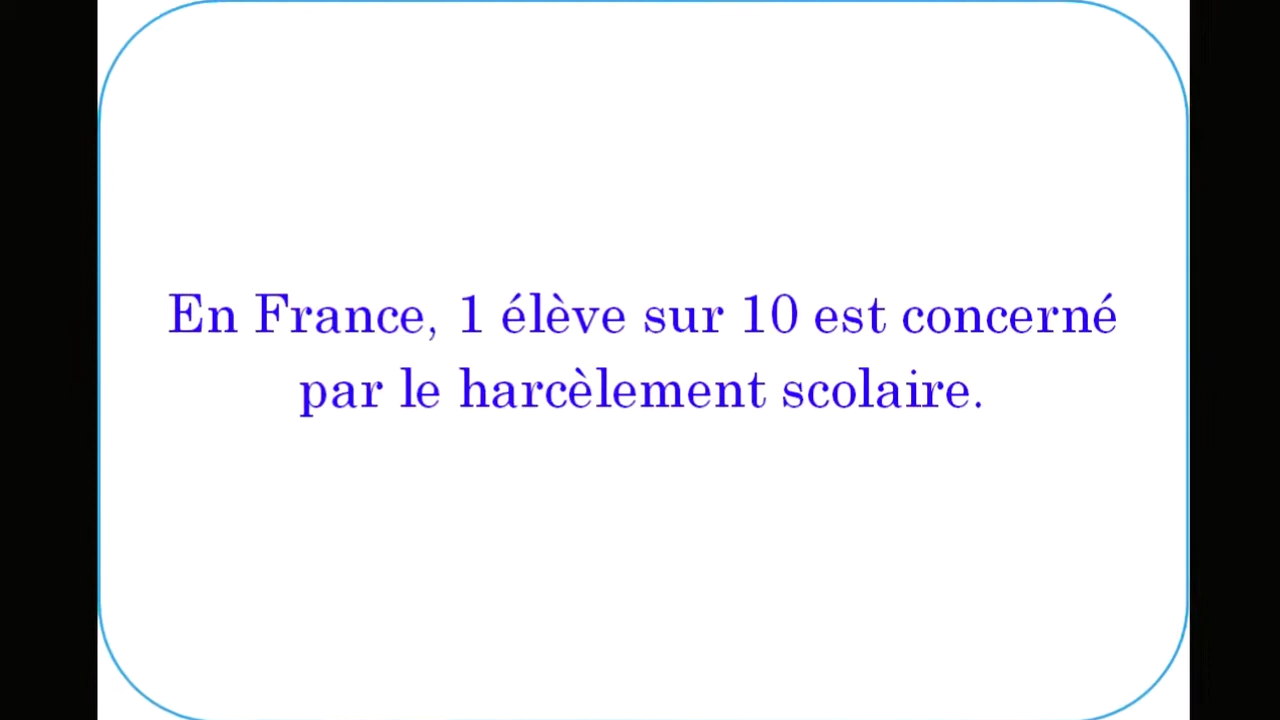 En France, 1 élève sur 10 est concerné
par le harcèlement scolaire.